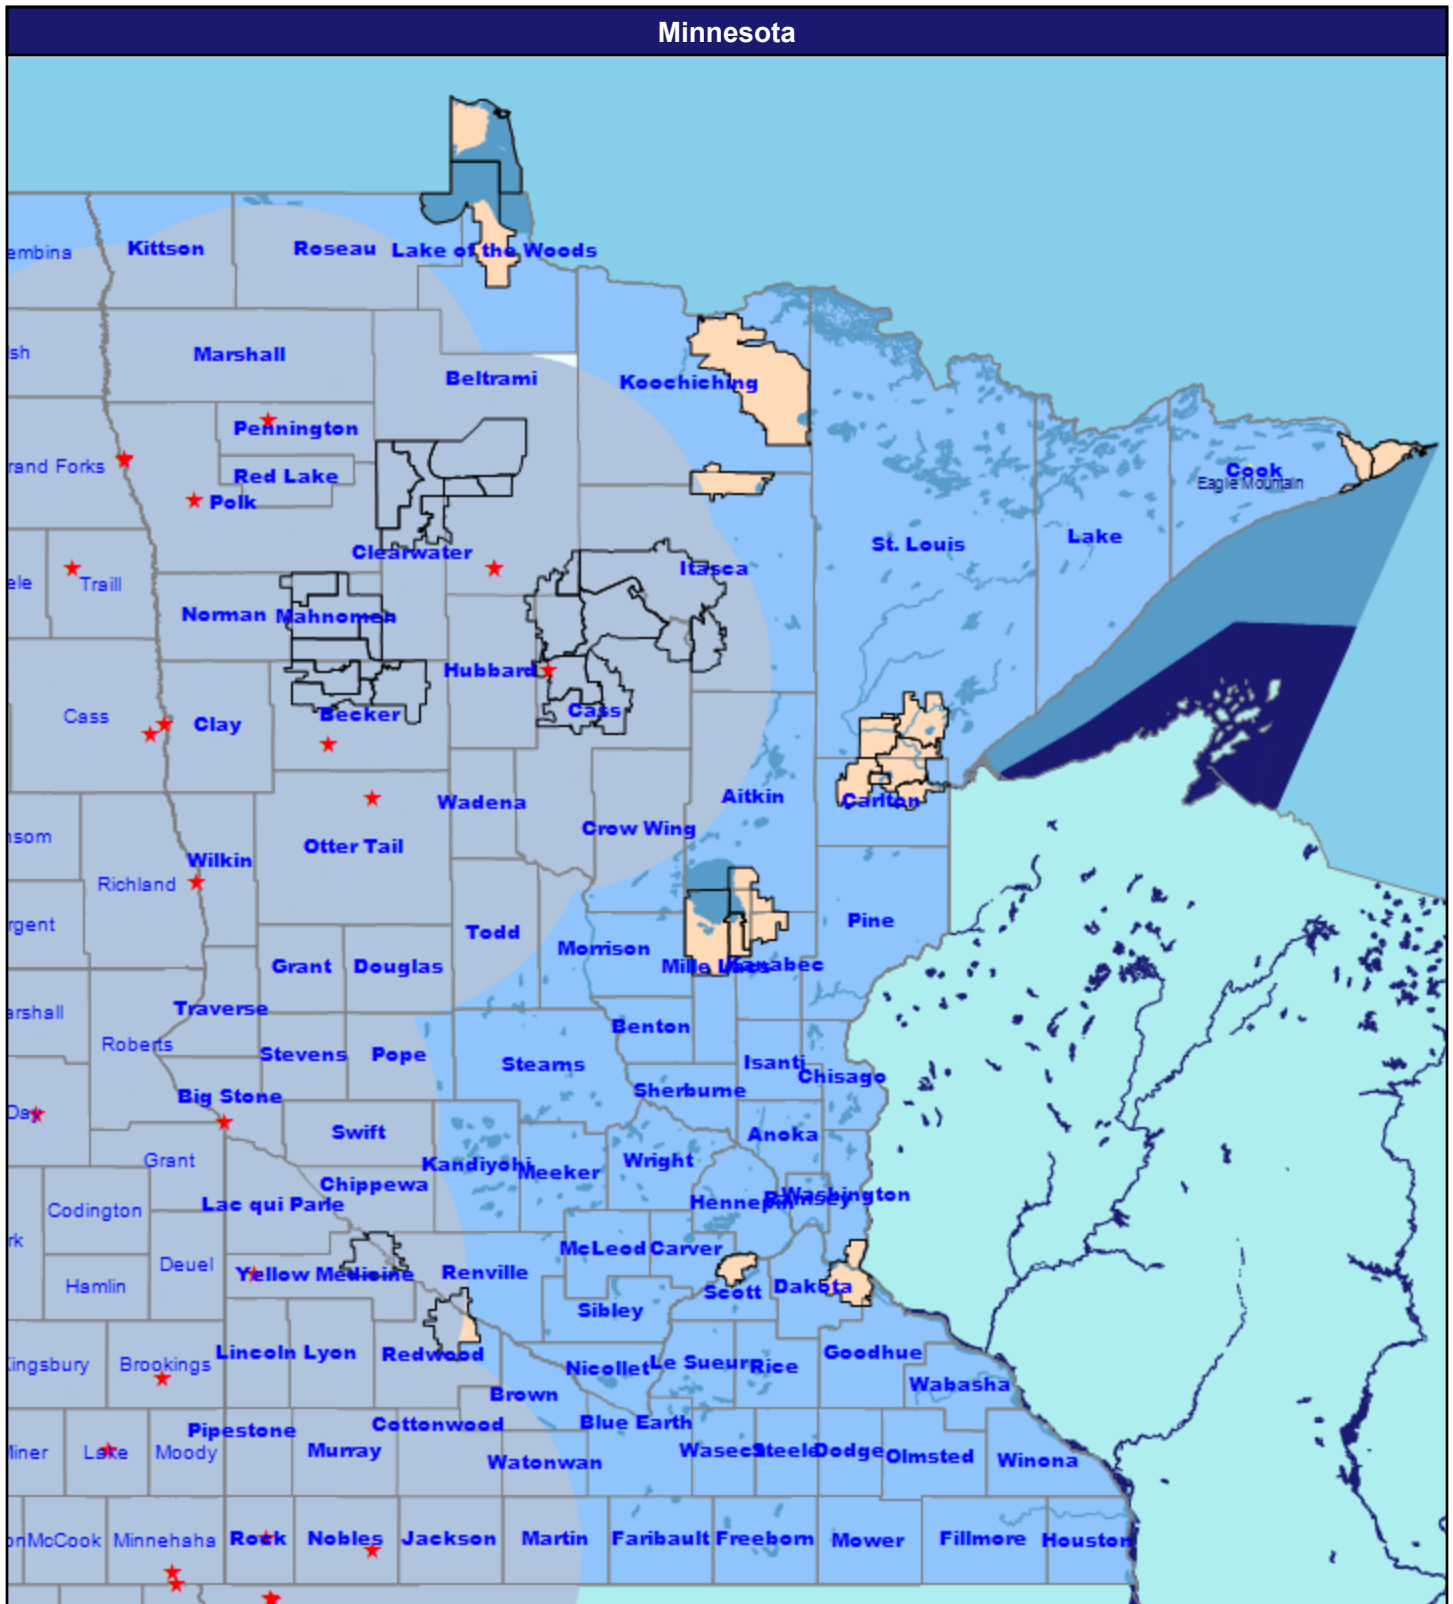 Minnesota
embina
Kittson
Roseau
Lake of the Woods
sh
Marshall
Beltrami
Koochiching
rand Forks
Pennington
Red Lake
Polk
Cook
Eagle Mountain
Clearwater
St. Louis
Lake
ele
Traill
Itasca
Norman
Mahnomen
Hubbard
Cass
Clay
Becker
Cass
Wadena
Aitkin
Carlton
Crow Wing
nsom
Otter Tail
Wilkin
Richland
rgent
Pine
Todd
Morrison
Grant
Douglas
Mille Lacs
Kanabec
arshall
Traverse
Roberts
Benton
Stevens
Pope
Stearns
Isanti
Chisago
Big Stone
Sherburne
Day
Swift
Anoka
Grant
Kandiyohi
Meeker
Wright
Chippewa
Codington
Lac qui Parle
Hennepin
Ramsey
Washington
rk
McLeod
Carver
Deuel
Yellow Medicine
Renville
Hamlin
Scott
Dakota
Sibley
Kingsbury
Brookings
Lincoln
Lyon
Redwood
Nicollet
Le Sueur
Rice
Goodhue
Brown
Wabasha
Pipestone
Cottonwood
Blue Earth
Miner
Lake
Moody
Murray
Watonwan
Waseca
Steele
Dodge
Olmsted
Winona
on
McCook
Minnehaha
Rock
Nobles
Jackson
Martin
Faribault
Freeborn
Mower
Fillmore
Houston